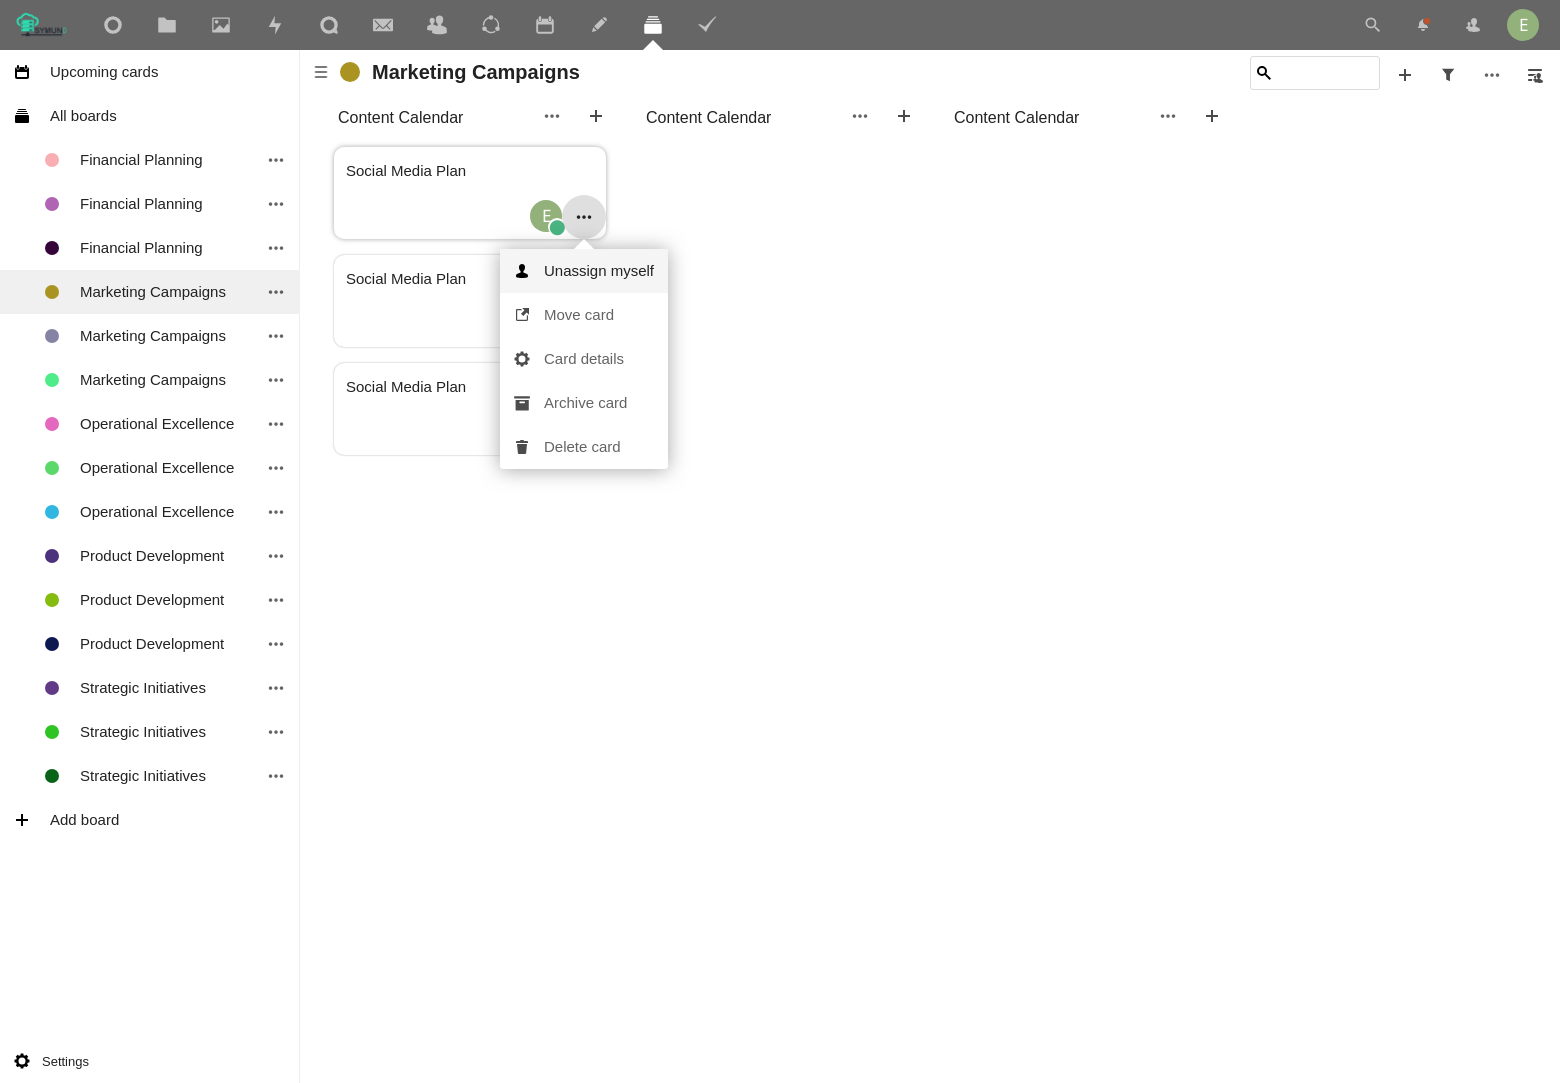 E
Upcoming cards
All boards
Financial Planning
Financial Planning
Financial Planning
Marketing Campaigns
Marketing Campaigns
Marketing Campaigns
Operational Excellence
Operational Excellence
Operational Excellence
Product Development
Product Development
Product Development
Strategic Initiatives
Strategic Initiatives
Strategic Initiatives
Add board
Settings
Marketing Campaigns
Content Calendar
Content Calendar
Content Calendar
Social Media Plan
E
Social Media Plan
Social Media Plan
Unassign myself
Move card
Card details
Archive card
Delete card